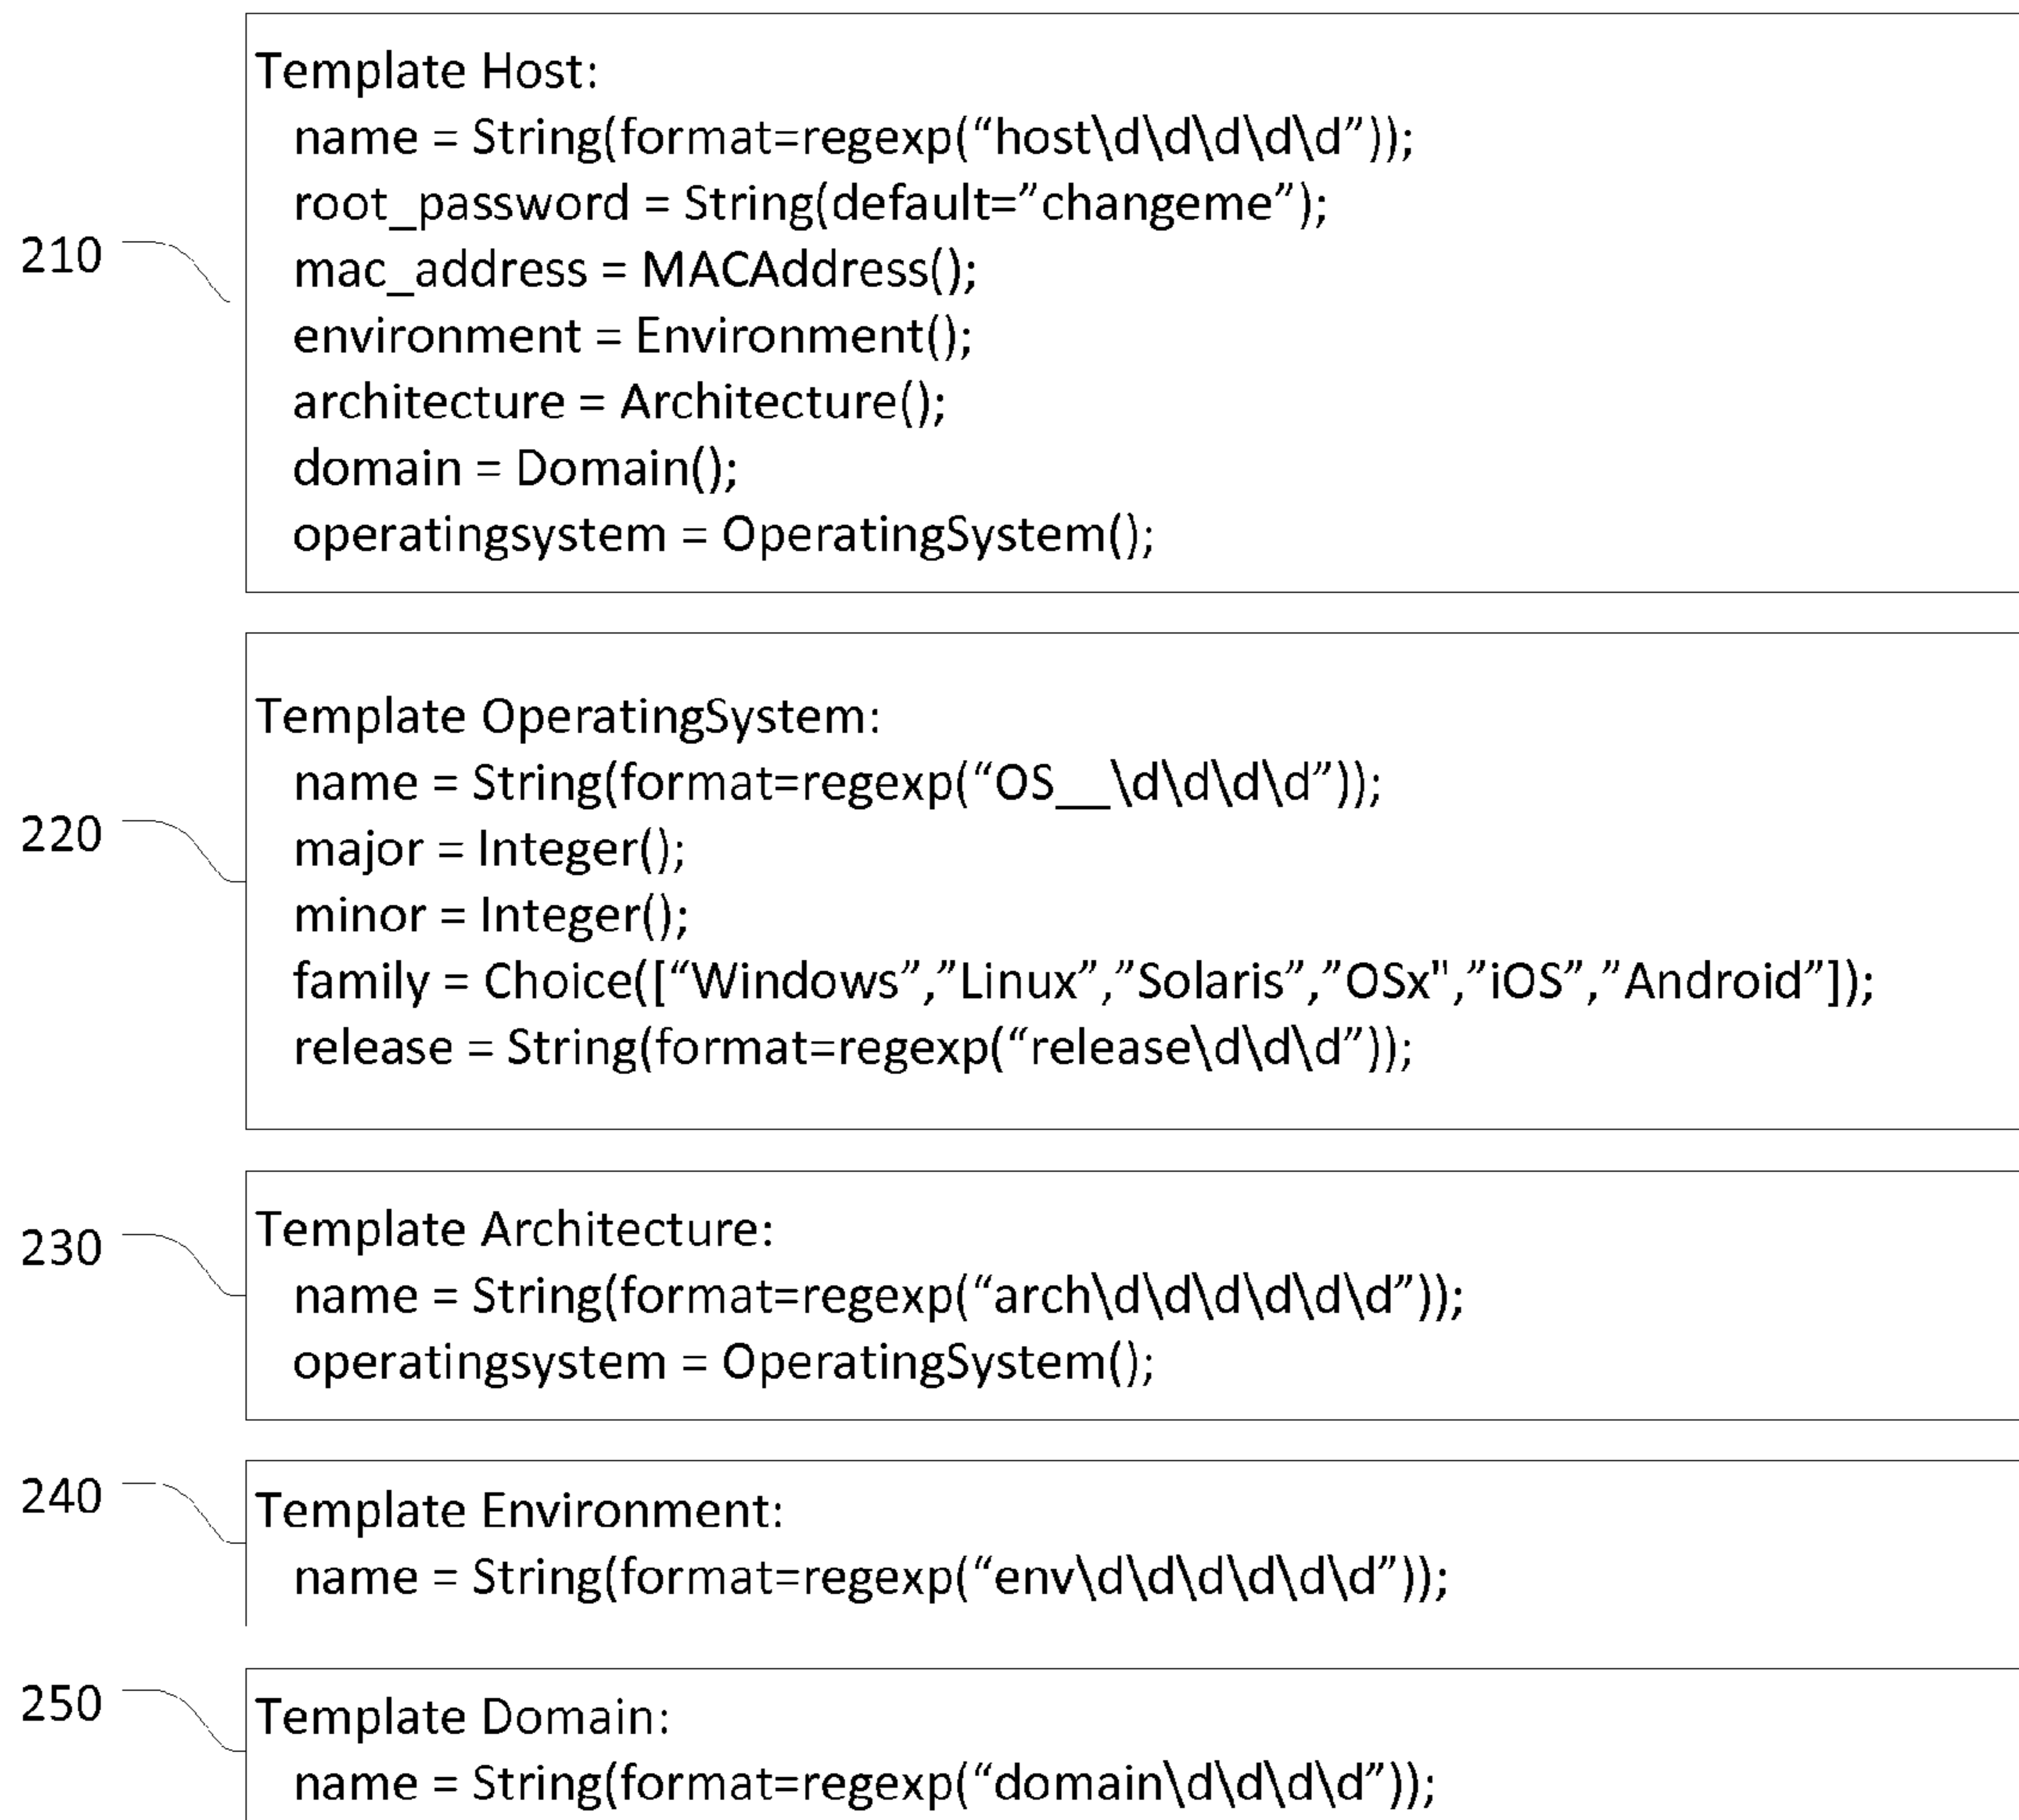 Template Host:
name = String(format=regexp(“host\d\d\d\d\d”));
root_password = String(default=”changeme”);
210
mac_address = MACAddress();
environment = Environment();
architecture = Architecture();
domain = Domain();
operatingsystem = OperatingSystem();
Template OperatingSystem:
name = String(format=regexp(“OS__\d\d\d\d”));
220
major = Integer();
minor = Integer();
family = Choice([“Windows”,”Linux”,”Solaris”,”OSx",”iOS”,”Android”]);
release = String(format=regexp(“release\d\d\d”));
230
Template Architecture:
name = String(format=regexp(“arch\d\d\d\d\d\d”));
operatingsystem = OperatingSystem();
240
Template Environment:
name = String(format=regexp(“env\d\d\d\d\d\d”));
250
Template Domain:
name = String(format=regexp(“domain\d\d\d\d”));